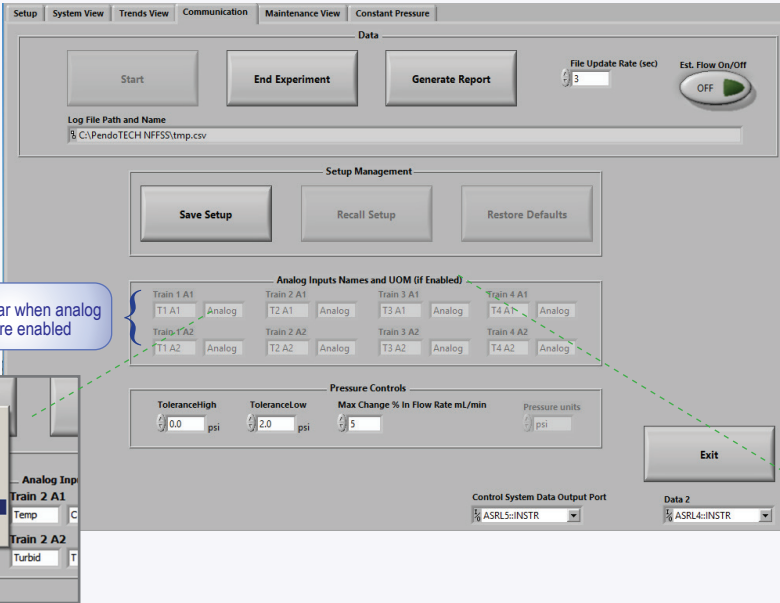 Setup System View Trends View Communication Maintenance View Constant Pressure
Data
Start End Experiment Generate Report
File Update Rate (sec)
3
Est. Flow On/Off
OFF
Log File Path and Name
C:\PendoTECH NFFSS\tmp.csv
Setup Management
Save Setup Recall Setup Restore Defaults
Analog Inputs Names and UOM (if Enabled)
Train 1 A1 Train 2 A1 Train 3 A1 Train 4 A1
T1 A1 Analog T2 A1 Analog T3 A1 Analog T4 A1 Analog
Train 1 A2 Train 2 A2 Train 3 A2 Train 4 A2
T1 A2 Analog T2 A2 Analog T3 A2 Analog T4 A2 Analog
when analog
enabled
Pressure Controls
ToleranceHigh ToleranceLow Max Change % In Flow Rate mL/min Pressure units
0.0 psi 2.0 psi 5 psi
Exit
Control System Data Output Port Data 2
ASRL5::INSTR ASRL4::INSTR
Analog
Train 2 A1
Temp C
Train 2 A2
Turbid T